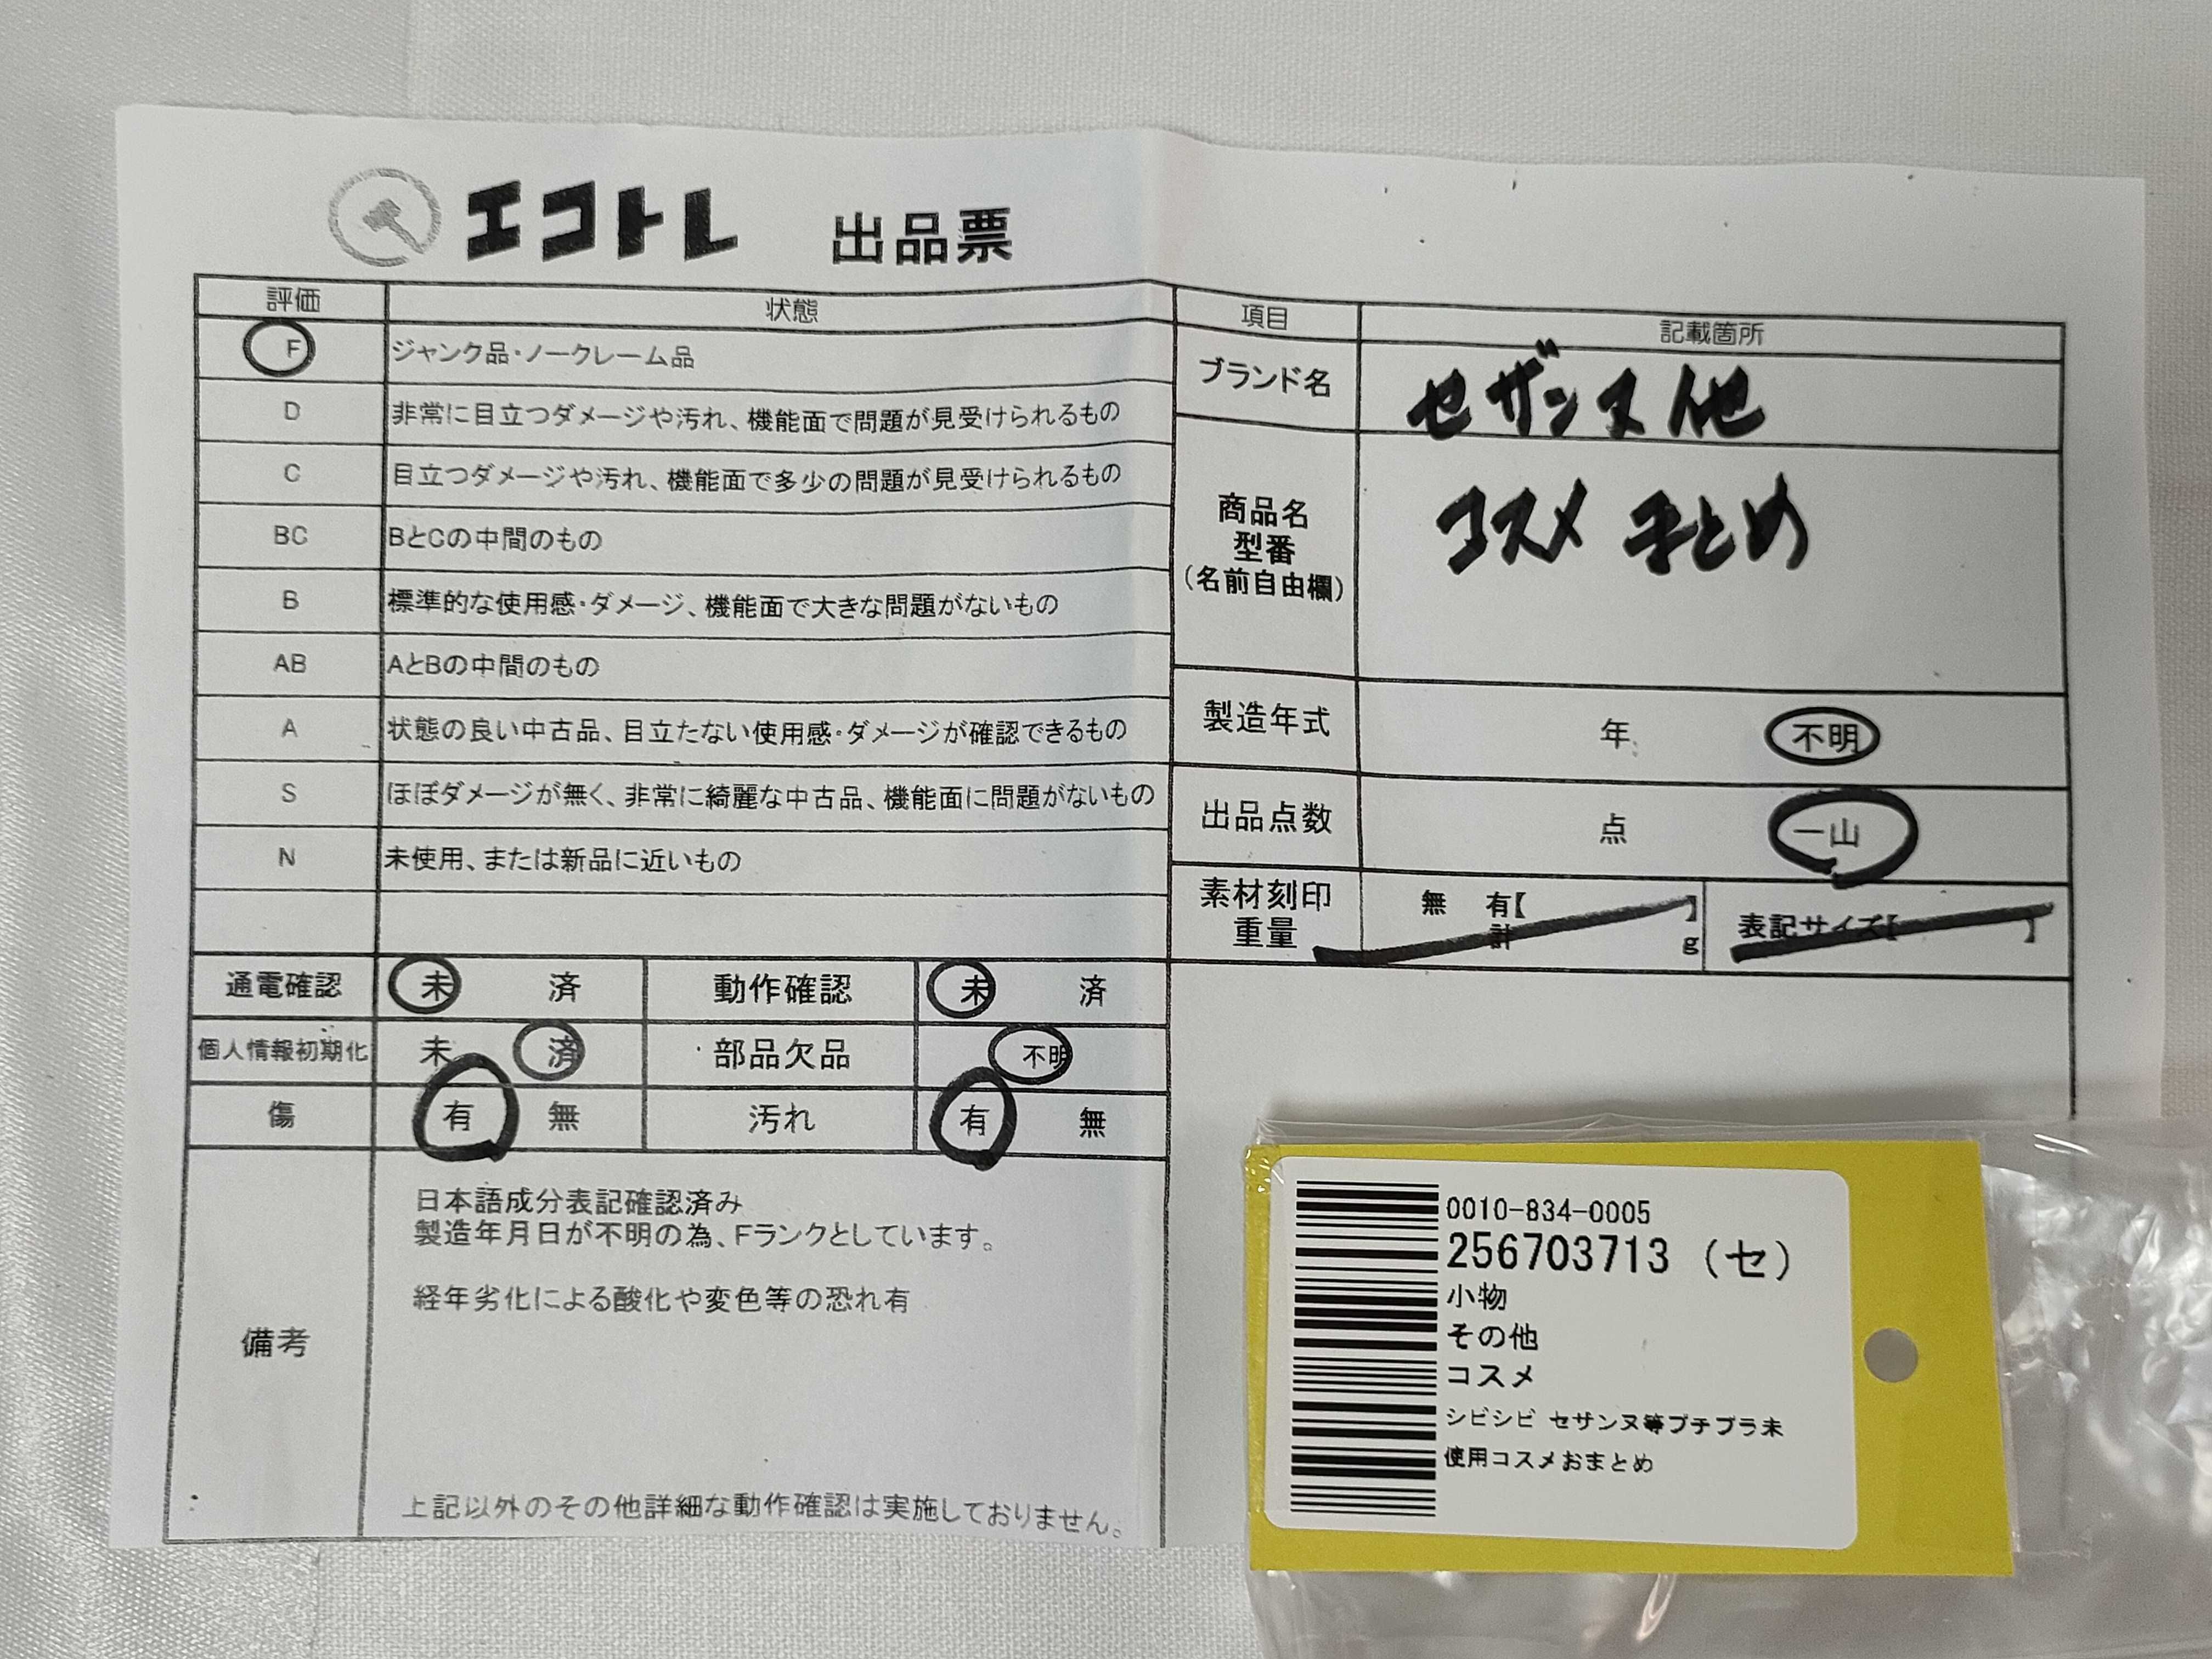 エコトレ 出品票
評価 状態
F ジャンク品・ノークレーム品
D 非常に目立つダメージや汚れ、機能面で問題が見受けられるもの
C 目立つダメージや汚れ、機能面で多少の問題が見受けられるもの
BC BとCの中間のもの
B 標準的な使用感・ダメージ、機能面で大きな問題がないもの
AB AとBの中間のもの
A 状態の良い中古品、目立たない使用感・ダメージが確認できるもの
S ほぼダメージが無く、非常に綺麗な中古品、機能面に問題がないもの
N 未使用、または新品に近いもの
通電確認 未 済 動作確認 未 済
個人情報初期化 未 済 部品欠品 不明
傷 有 無 汚れ 有 無
備考
日本語成分表記確認済み
製造年月日が不明の為、Fランクとしています。
経年劣化による酸化や変色等の恐れ有
上記以外のその他詳細な動作確認は実施しておりません。
項目 記載箇所
ブランド名 セザンヌ 他
商品名
型番
(名前自由欄)
コスメ まとめ
製造年式 年 不明
出品点数 点 一山
素材刻印 無 有【 】
重量 計 g
表記サイズ【 】
0010-834-0005
256703713 (セ)
小物
その他
コスメ
シピシピ セザンヌ等プチプラ未
使用コスメおまとめ